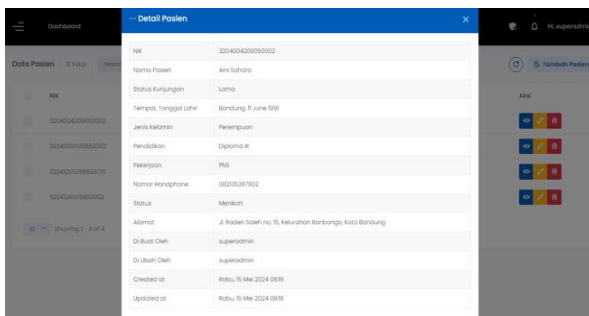 Dashboard
··· Detail Pasien
Hi, superadmin
Data Pasien
Tambah Pasien
NIK
Aksi
NIK 3204004209050002
Nama Pasien Aini Sahara
Status Kunjungan Lama
Tempat, Tanggal Lahir Bandung, 11 June 1991
Jenis Kelamin Perempuan
Pendidikan Diploma III
Pekerjaan PNS
Nomor Handphone 082135387802
Status Menikah
Alamat Jl. Raden Saleh no. 15, Kelurahan Ranbongo, Kota Bandung
Di Buat Oleh superadmin
Di Ubah Oleh superadmin
Created at Rabu, 15 Mei 2024 09:18
Updated at Rabu, 15 Mei 2024 09:18
Showing 1 - 4 of 4